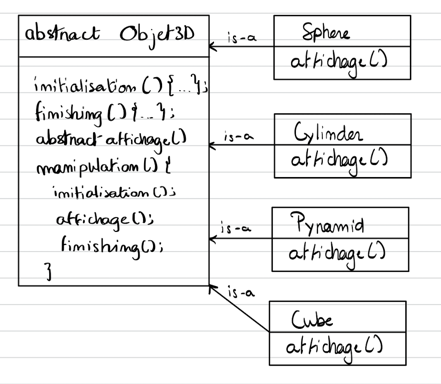 abstract Objet3D
initialisation () {...};
finishing () {...};
abstract affichage()
manipulation () {
initialisation ();
affichage();
finishing();
}
is-a
Sphere
affichage()
is-a
Cylinder
affichage()
is-a
Pynamid
affichage()
is-a
Cube
affichage()